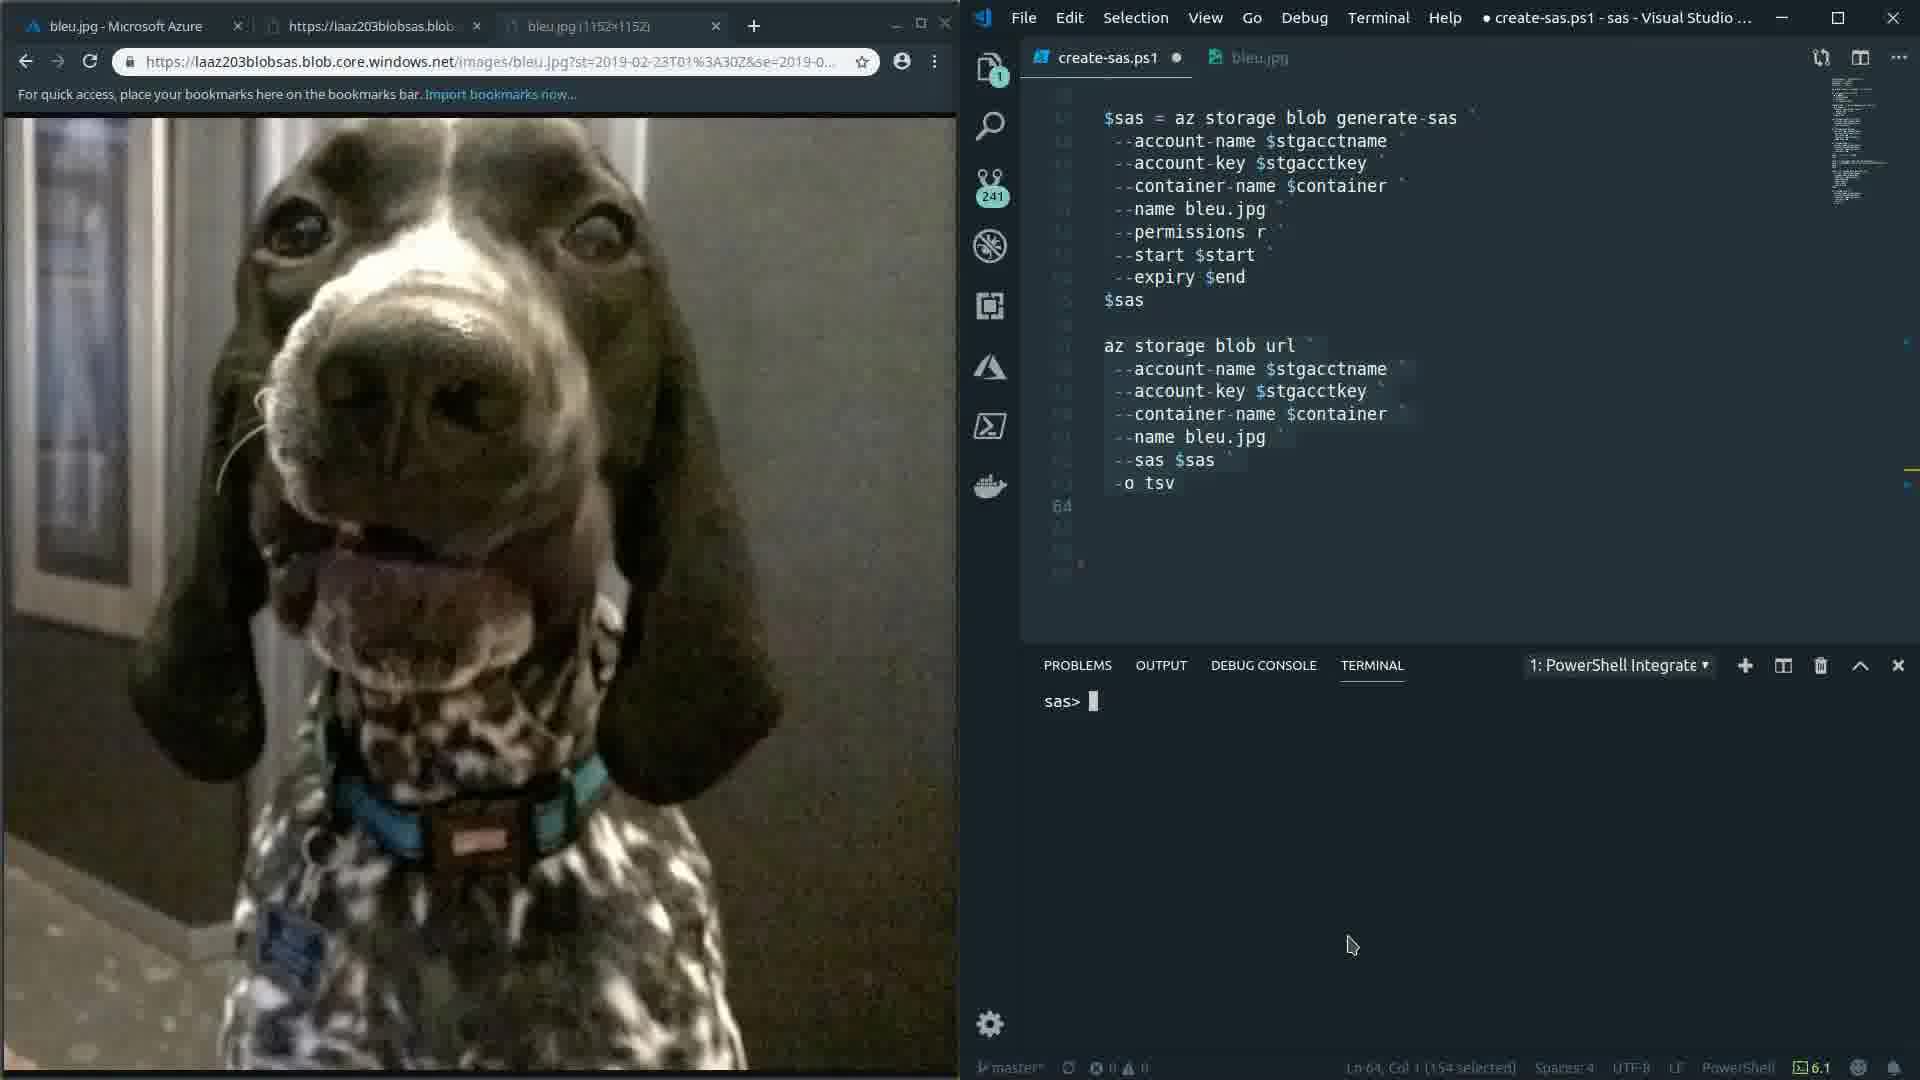 bleu.jpg - Microsoft Azure
https://laaz203blobsas.blob
bleu.jpg (1152×1152)
https://laaz203blobsas.blob.core.windows.net/images/bleu.jpg?st=2019-02-23T01%3A30Z&se=2019-0...
For quick access, place your bookmarks here on the bookmarks bar. Import bookmarks now...
File Edit Selection View Go Debug Terminal Help ● create-sas.ps1 - sas - Visual Studio ...
create-sas.ps1
bleu.jpg
1
241
$sas = az storage blob generate-sas `
--account-name $stgacctname `
--account-key $stgacctkey `
--container-name $container `
--name bleu.jpg `
--permissions r `
--start $start `
--expiry $end
$sas
az storage blob url `
--account-name $stgacctname `
--account-key $stgacctkey `
--container-name $container `
--name bleu.jpg `
--sas $sas `
-o tsv
64
PROBLEMS OUTPUT DEBUG CONSOLE TERMINAL 1: PowerShell Integrate
sas>
master* 0 0 Ln 64, Col 1 (154 selected) Spaces: 4 UTF-8 LF PowerShell 6.1